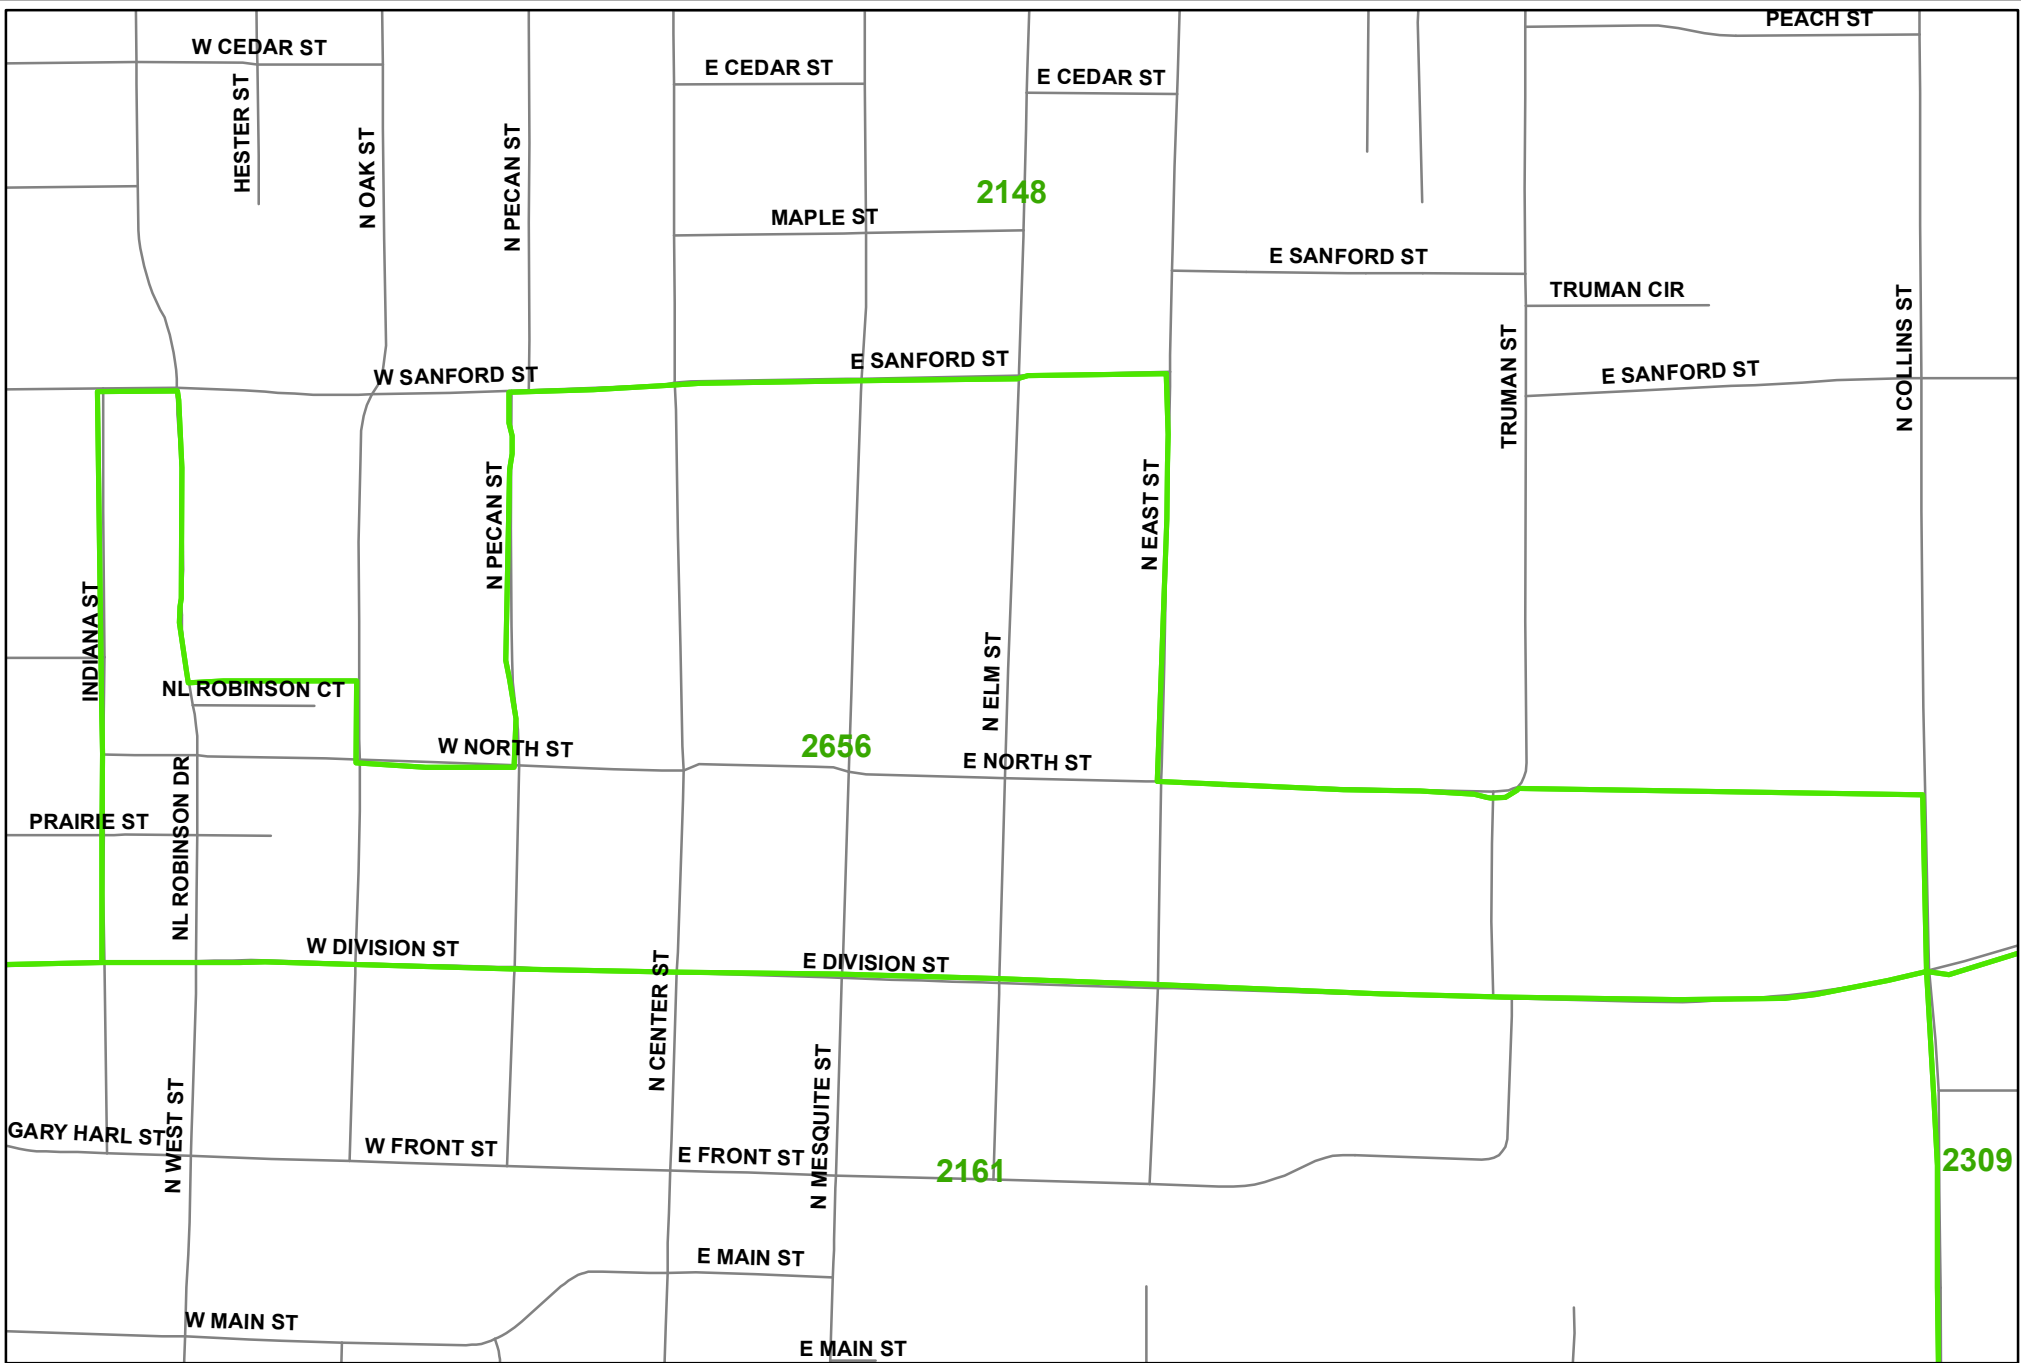 PEACH ST
W CEDAR ST
E CEDAR ST
E CEDAR ST
HESTER ST
N OAK ST
N PECAN ST
2148
MAPLE ST
E SANFORD ST
TRUMAN CIR
N COLLINS ST
TRUMAN ST
E SANFORD ST
W SANFORD ST
E SANFORD ST
N PECAN ST
N EAST ST
INDIANA ST
N ELM ST
NL ROBINSON CT
W NORTH ST
2656
E NORTH ST
PRAIRIE ST
NL ROBINSON DR
W DIVISION ST
E DIVISION ST
N CENTER ST
N MESQUITE ST
N WEST ST
GARY HARL ST
W FRONT ST
E FRONT ST
2161
2309
E MAIN ST
W MAIN ST
E MAIN ST